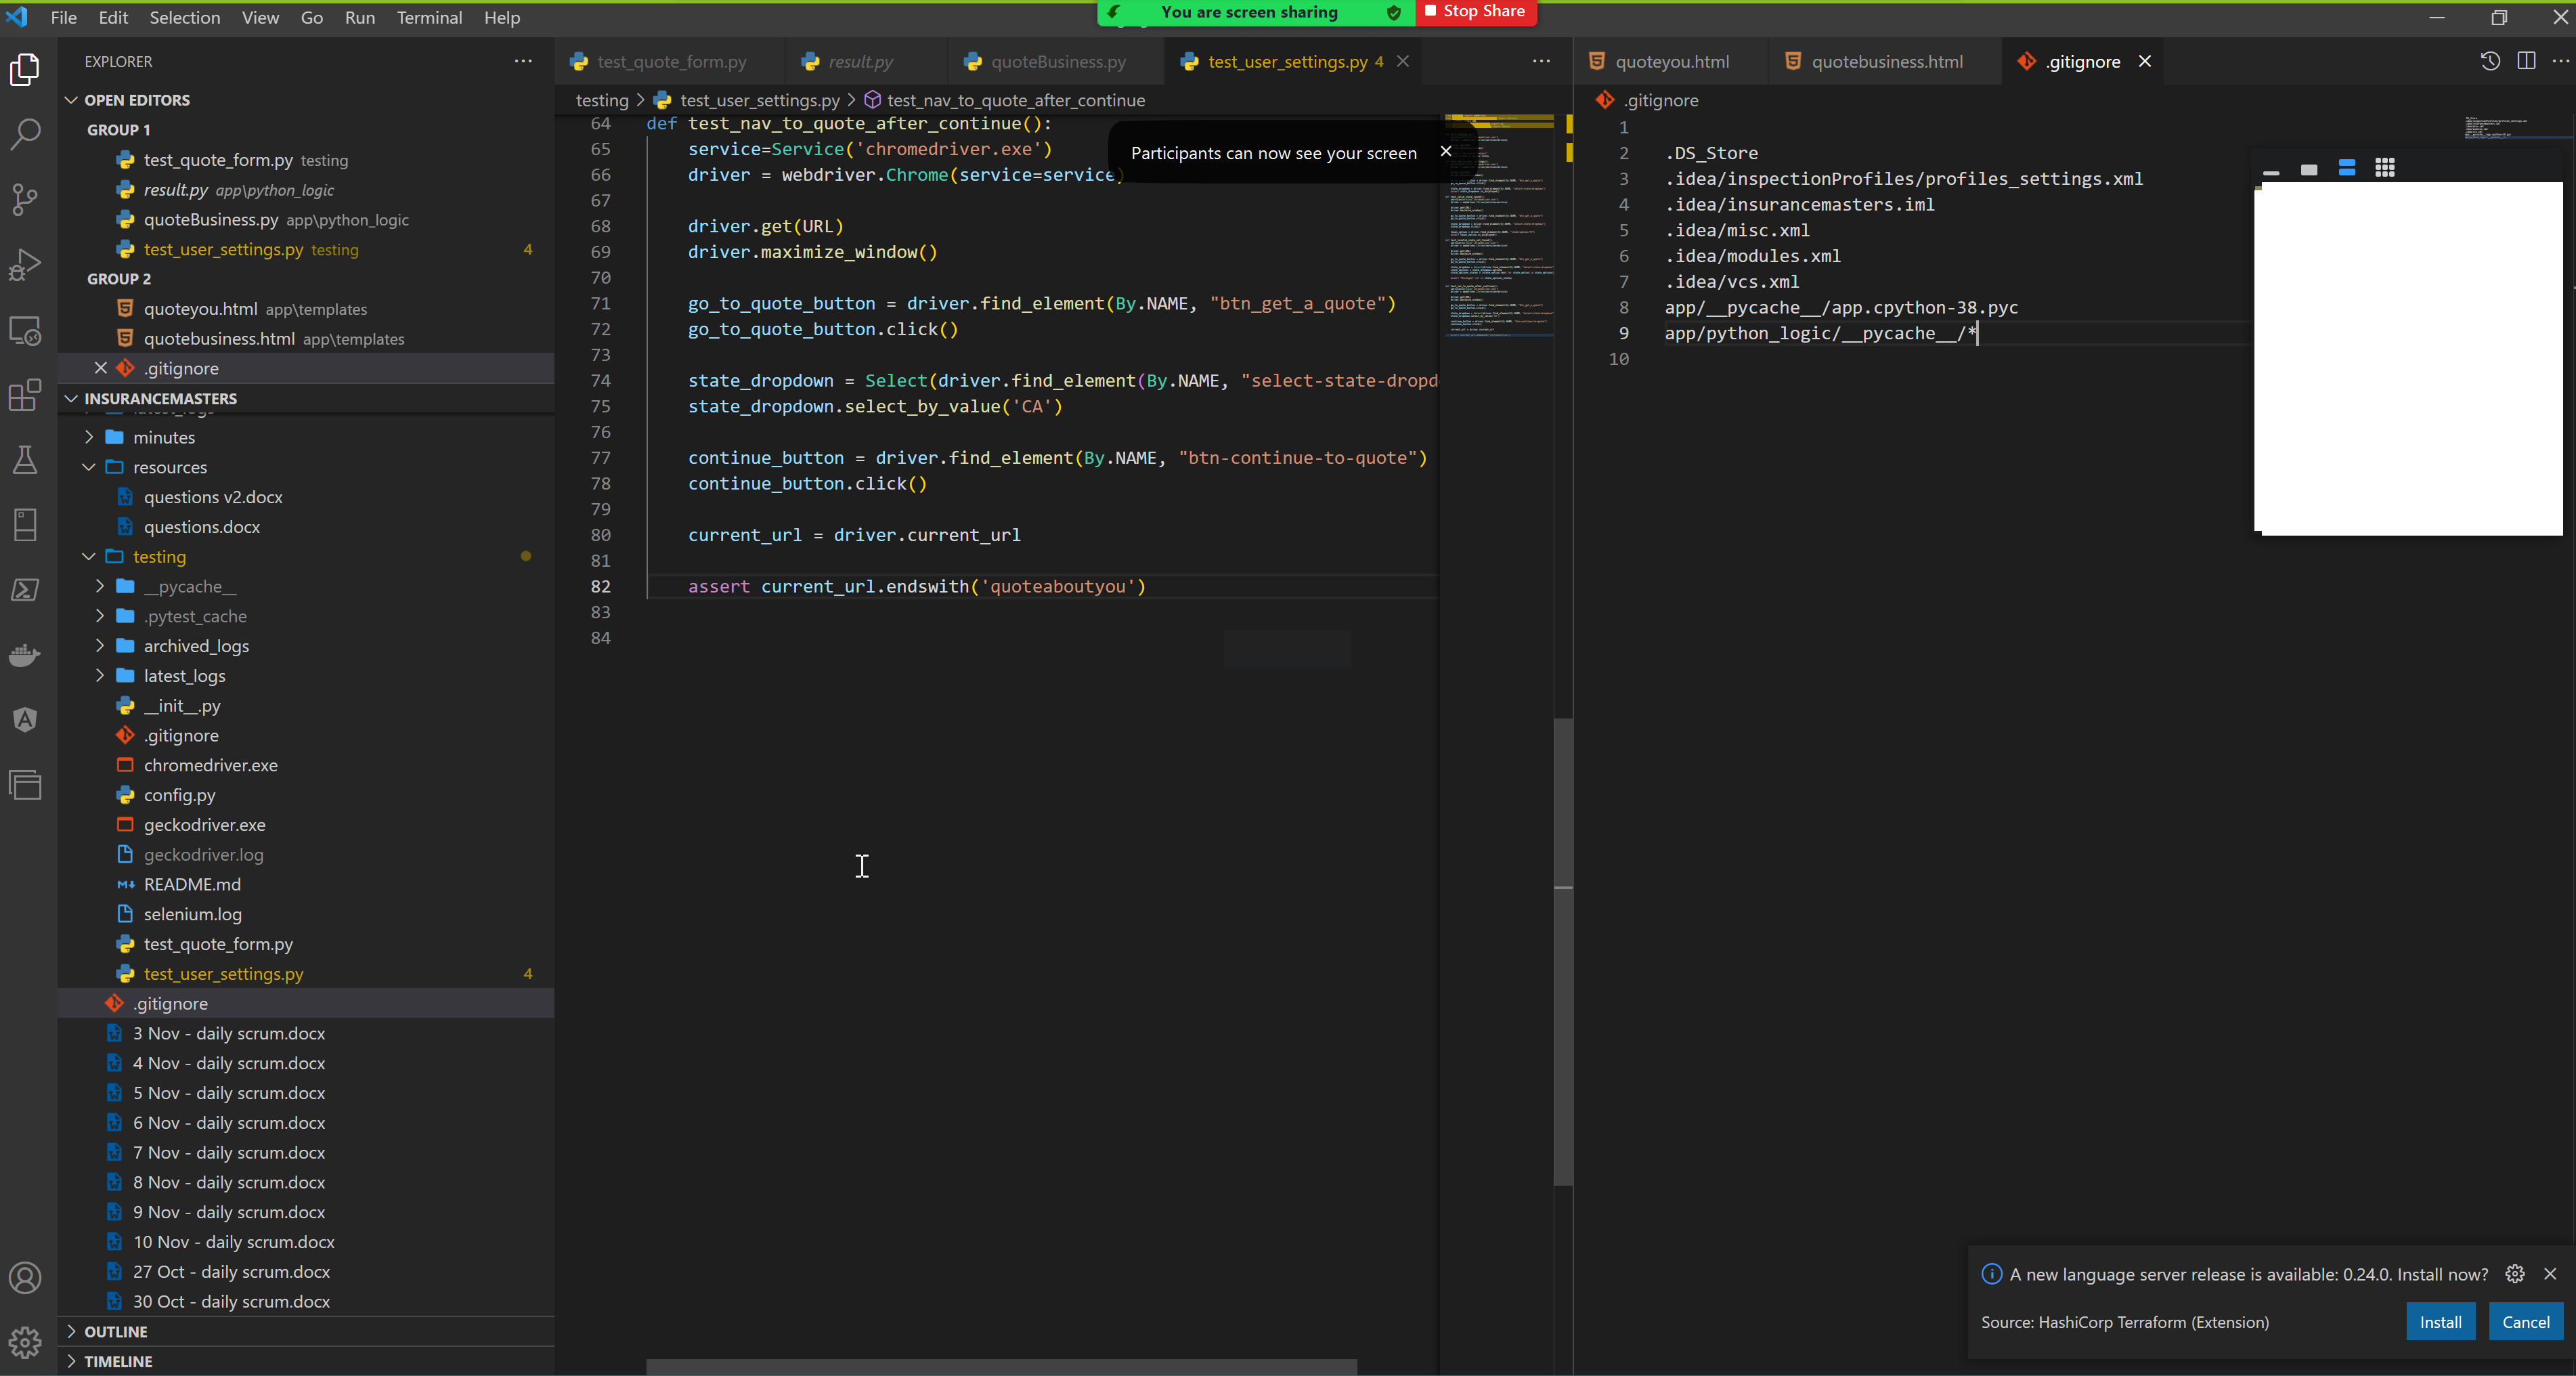 File Edit Selection View Go Run Terminal Help
You are screen sharing
Stop Share
EXPLORER
OPEN EDITORS
GROUP 1
test_quote_form.py testing
result.py app\python_logic
quoteBusiness.py app\python_logic
test_user_settings.py testing 4
GROUP 2
quoteyou.html app\templates
quotebusiness.html app\templates
.gitignore
INSURANCEMASTERS
latest_logs
minutes
resources
questions v2.docx
questions.docx
testing
__pycache__
.pytest_cache
archived_logs
latest_logs
__init__.py
.gitignore
chromedriver.exe
config.py
geckodriver.exe
geckodriver.log
README.md
selenium.log
test_quote_form.py
test_user_settings.py 4
.gitignore
3 Nov - daily scrum.docx
4 Nov - daily scrum.docx
5 Nov - daily scrum.docx
6 Nov - daily scrum.docx
7 Nov - daily scrum.docx
8 Nov - daily scrum.docx
9 Nov - daily scrum.docx
10 Nov - daily scrum.docx
27 Oct - daily scrum.docx
30 Oct - daily scrum.docx
OUTLINE
TIMELINE
test_quote_form.py result.py quoteBusiness.py test_user_settings.py 4
testing > test_user_settings.py > test_nav_to_quote_after_continue
64 def test_nav_to_quote_after_continue():
65 service=Service('chromedriver.exe')
66 driver = webdriver.Chrome(service=service)
67
68 driver.get(URL)
69 driver.maximize_window()
70
71 go_to_quote_button = driver.find_element(By.NAME, "btn_get_a_quote")
72 go_to_quote_button.click()
73
74 state_dropdown = Select(driver.find_element(By.NAME, "select-state-dropd
75 state_dropdown.select_by_value('CA')
76
77 continue_button = driver.find_element(By.NAME, "btn-continue-to-quote")
78 continue_button.click()
79
80 current_url = driver.current_url
81
82 assert current_url.endswith('quoteaboutyou')
83
84
Participants can now see your screen
quoteyou.html quotebusiness.html .gitignore
.gitignore
1
2 .DS_Store
3 .idea/inspectionProfiles/profiles_settings.xml
4 .idea/insurancemasters.iml
5 .idea/misc.xml
6 .idea/modules.xml
7 .idea/vcs.xml
8 app/__pycache__/app.cpython-38.pyc
9 app/python_logic/__pycache__/*
10
A new language server release is available: 0.24.0. Install now?
Source: HashiCorp Terraform (Extension)
Install
Cancel